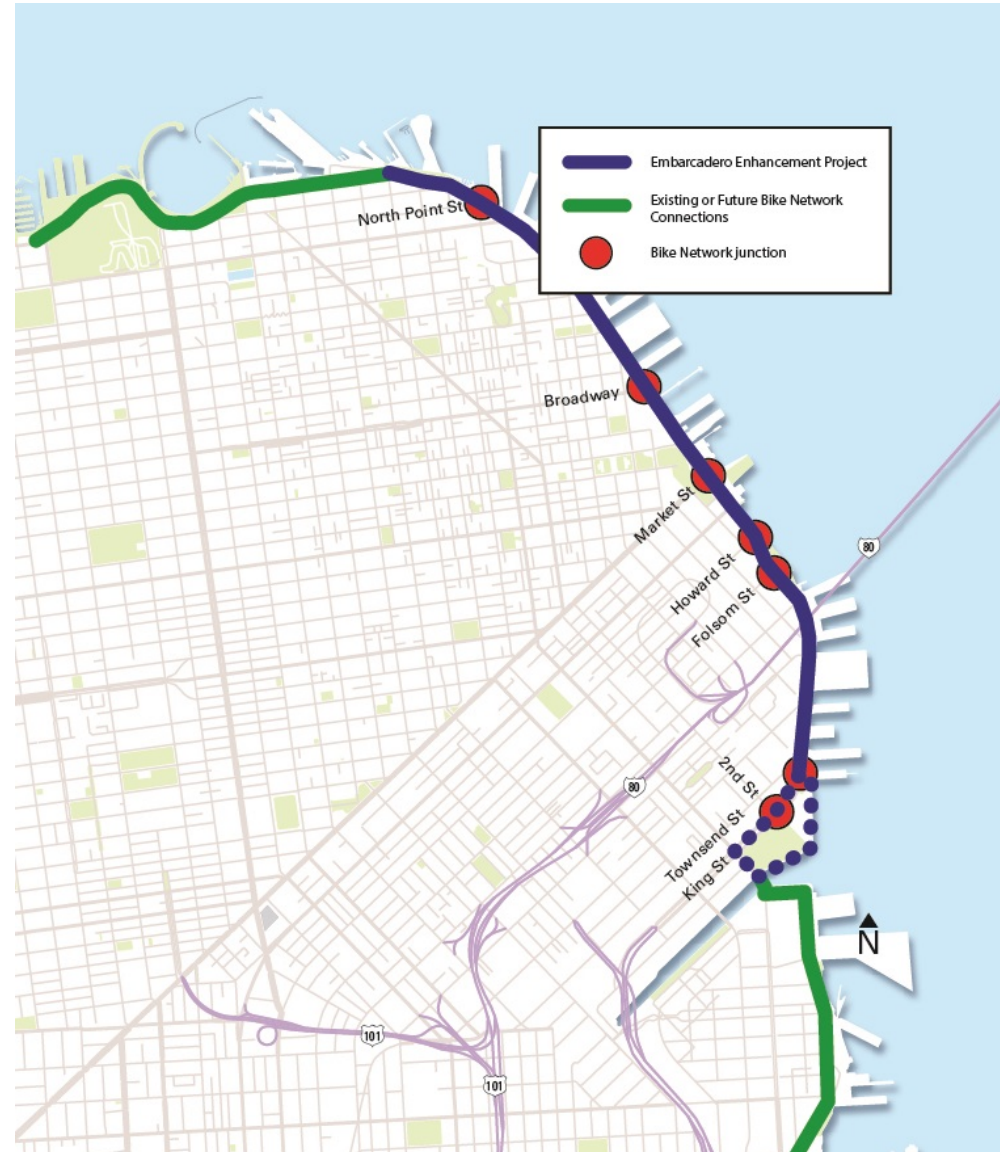 Embarcadero Enhancement Project
Existing or Future Bike Network
Connections
Bike Network junction
North Point St
Broadway
Market St
Howard St
Folsom St
80
80
2nd St
Townsend St
King St
N
101
101